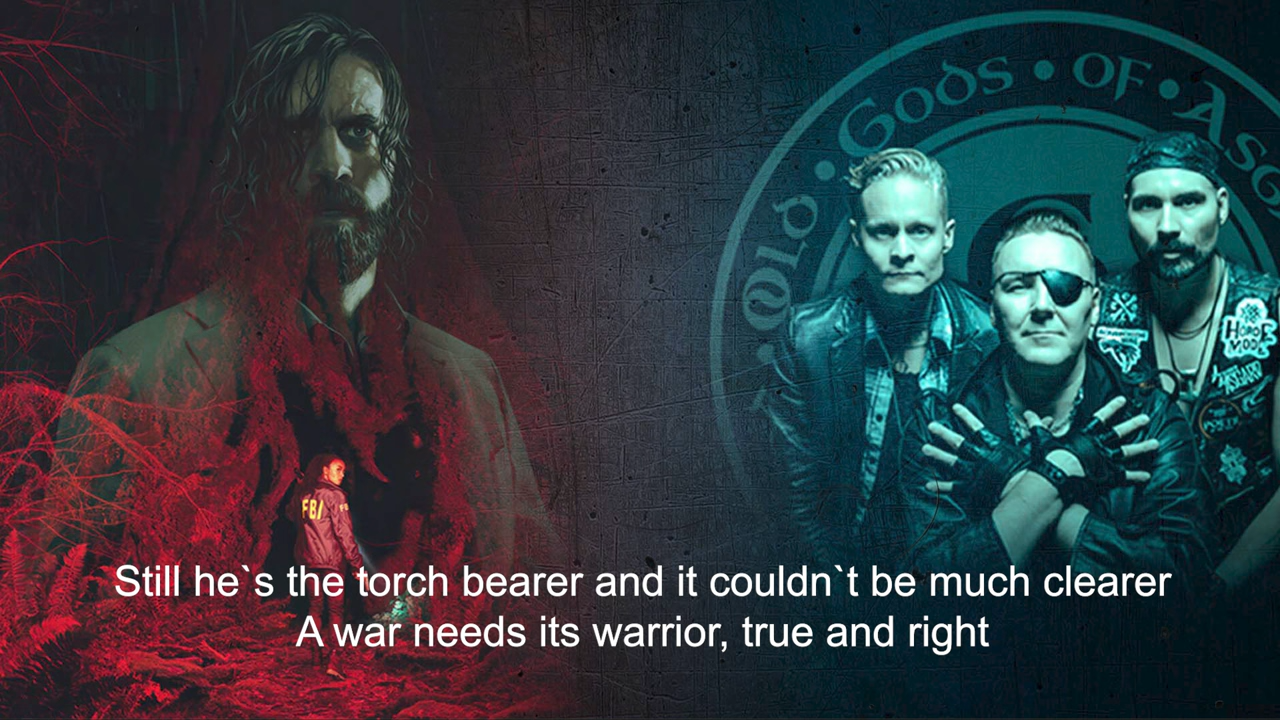 Old • Gods • of • Asg
FBI
Still he`s the torch bearer and it couldn`t be much clearer
A war needs its warrior, true and right